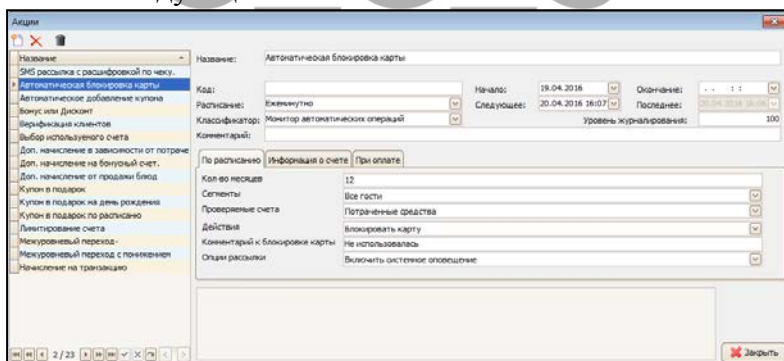 Акции
Название
SMS рассылка с расшифровкой по чеку.
Автоматическая блокировка карты
Автоматическое добавление купона
Бонус или Дисконт
Верификация клиентов
Выбор используемого счета
Доп. начисление в зависимости от потраче
Доп. начисление на бонусный счет.
Доп. начисление от продажи блюд
Купон в подарок
Купон в подарок на день рождения
Купон в подарок по расписанию
Лимитирование счета
Межуровневый переход-
Межуровневый переход с понижением
Начисление на транзакцию
2 / 23
Название: Автоматическая блокировка карты
Код: Начало: 19.04.2016 Окончание: . . : :
Расписание: Ежеминутно Следующее: 20.04.2016 16:07 Последнее: 20.04.2016
Классификатор: Монитор автоматических операций Уровень журналирования: 100
Комментарий:
По расписанию Информация о счете При оплате
Кол-во месяцев 12
Сегменты Все гости
Проверяемые счета Потраченные средства
Действия Блокировать карту
Комментарий к блокировке карты Не использовалась
Опции рассылки Включить системное оповещение
Закрыть